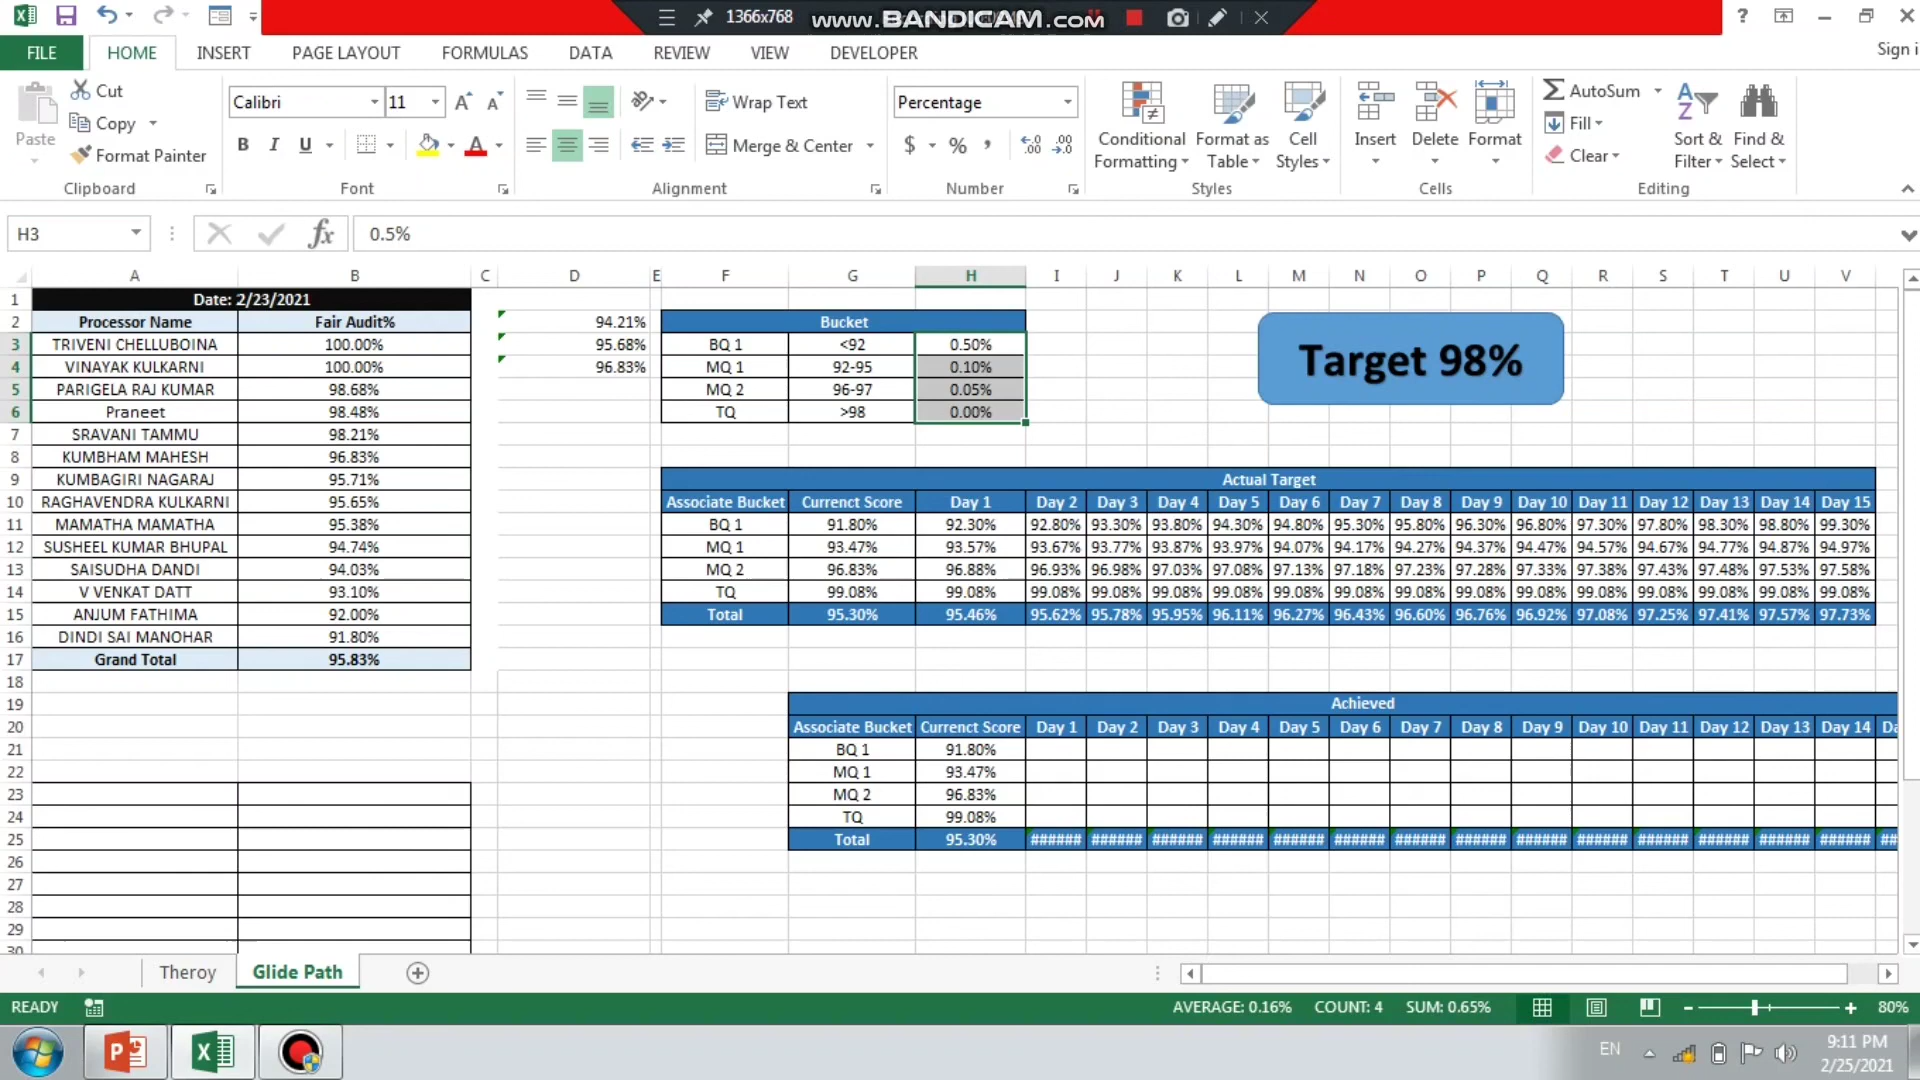 1366x768 www.BANDICAM.com
FILE HOME INSERT PAGE LAYOUT FORMULAS DATA REVIEW VIEW DEVELOPER Sign i
Paste Cut Copy Format Painter Clipboard
Calibri 11 B I U Font
Wrap Text Merge & Center Alignment
Percentage $ % , Number
Conditional Formatting Format as Table Cell Styles Styles
Insert Delete Format Cells
AutoSum Fill Clear Sort & Filter Find & Select Editing
H3 fx 0.5%
A B C D E F G H I J K L M N O P Q R S T U V
1 Date: 2/23/2021
2 Processor Name Fair Audit% 94.21% Bucket
3 TRIVENI CHELLUBOINA 100.00% 95.68% BQ 1 <92 0.50%
4 VINAYAK KULKARNI 100.00% 96.83% MQ 1 92-95 0.10%
Target 98%
5 PARIGELA RAJ KUMAR 98.68% MQ 2 96-97 0.05%
6 Praneet 98.48% TQ >98 0.00%
7 SRAVANI TAMMU 98.21%
8 KUMBHAM MAHESH 96.83%
9 KUMBAGIRI NAGARAJ 95.71% Actual Target
10 RAGHAVENDRA KULKARNI 95.65% Associate Bucket Currenct Score Day 1 Day 2 Day 3 Day 4 Day 5 Day 6 Day 7 Day 8 Day 9 Day 10 Day 11 Day 12 Day 13 Day 14 Day 15
11 MAMATHA MAMATHA 95.38% BQ 1 91.80% 92.30% 92.80% 93.30% 93.80% 94.30% 94.80% 95.30% 95.80% 96.30% 96.80% 97.30% 97.80% 98.30% 98.80% 99.30%
12 SUSHEEL KUMAR BHUPAL 94.74% MQ 1 93.47% 93.57% 93.67% 93.77% 93.87% 93.97% 94.07% 94.17% 94.27% 94.37% 94.47% 94.57% 94.67% 94.77% 94.87% 94.97%
13 SAISUDHA DANDI 94.03% MQ 2 96.83% 96.88% 96.93% 96.98% 97.03% 97.08% 97.13% 97.18% 97.23% 97.28% 97.33% 97.38% 97.43% 97.48% 97.53% 97.58%
14 V VENKAT DATT 93.10% TQ 99.08% 99.08% 99.08% 99.08% 99.08% 99.08% 99.08% 99.08% 99.08% 99.08% 99.08% 99.08% 99.08% 99.08% 99.08% 99.08%
15 ANJUM FATHIMA 92.00% Total 95.30% 95.46% 95.62% 95.78% 95.95% 96.11% 96.27% 96.43% 96.60% 96.76% 96.92% 97.08% 97.25% 97.41% 97.57% 97.73%
16 DINDI SAI MANOHAR 91.80%
17 Grand Total 95.83%
18
19 Achieved
20 Associate Bucket Currenct Score Day 1 Day 2 Day 3 Day 4 Day 5 Day 6 Day 7 Day 8 Day 9 Day 10 Day 11 Day 12 Day 13 Day 14 Da
21 BQ 1 91.80%
22 MQ 1 93.47%
23 MQ 2 96.83%
24 TQ 99.08%
25 Total 95.30% ###### ###### ###### ###### ###### ###### ###### ###### ###### ###### ###### ###### ###### ###### ##
26
27
28
29
30
Theroy Glide Path
READY AVERAGE: 0.16% COUNT: 4 SUM: 0.65% 80%
EN 9:11 PM
2/25/2021